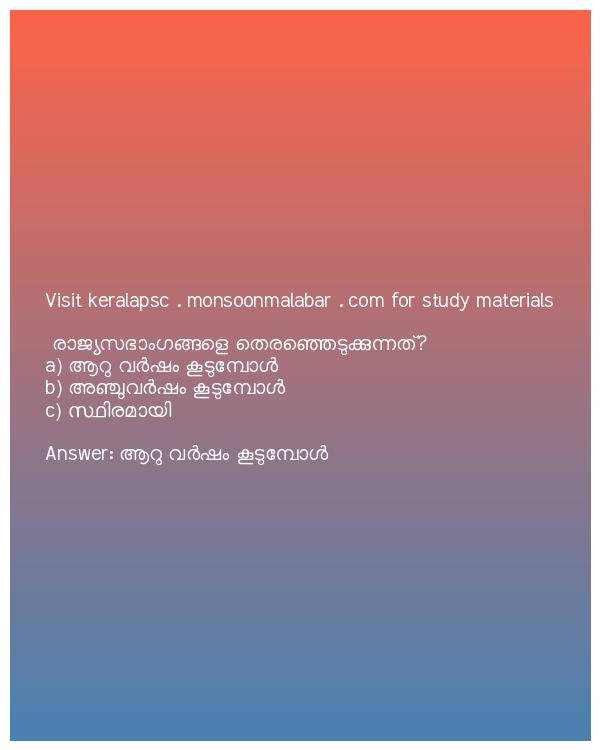 Visit keralapsc . monsoonmalabar . com for study materials
രാജ്യസഭാംഗങ്ങളെ തെരഞ്ഞെടുക്കുന്നത്?
a) ആറു വർഷം കൂടുമ്പോൾ
b) അഞ്ചുവർഷം കൂടുമ്പോൾ
c) സ്ഥിരമായി
Answer: ആറു വർഷം കൂടുമ്പോൾ